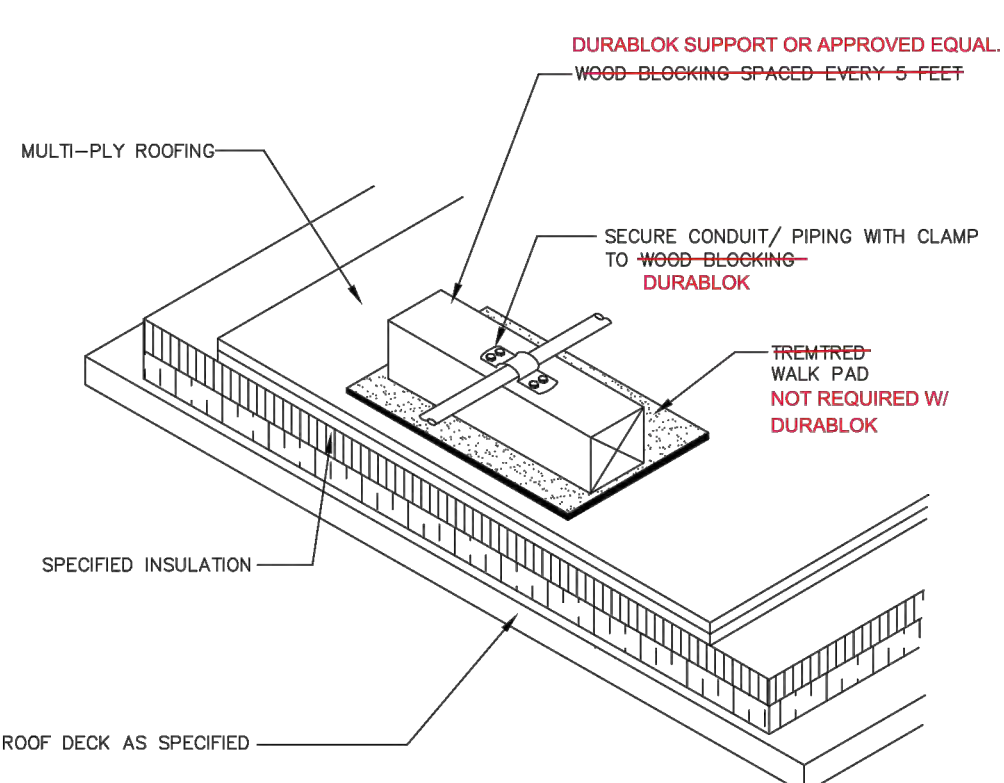 DURABLOK SUPPORT OR APPROVED EQUAL.
WOOD BLOCKING SPACED EVERY 5 FEET
MULTI-PLY ROOFING
SECURE CONDUIT/ PIPING WITH CLAMP
TO WOOD BLOCKING
DURABLOK
TREMTRED
WALK PAD
NOT REQUIRED W/
DURABLOK
SPECIFIED INSULATION
ROOF DECK AS SPECIFIED